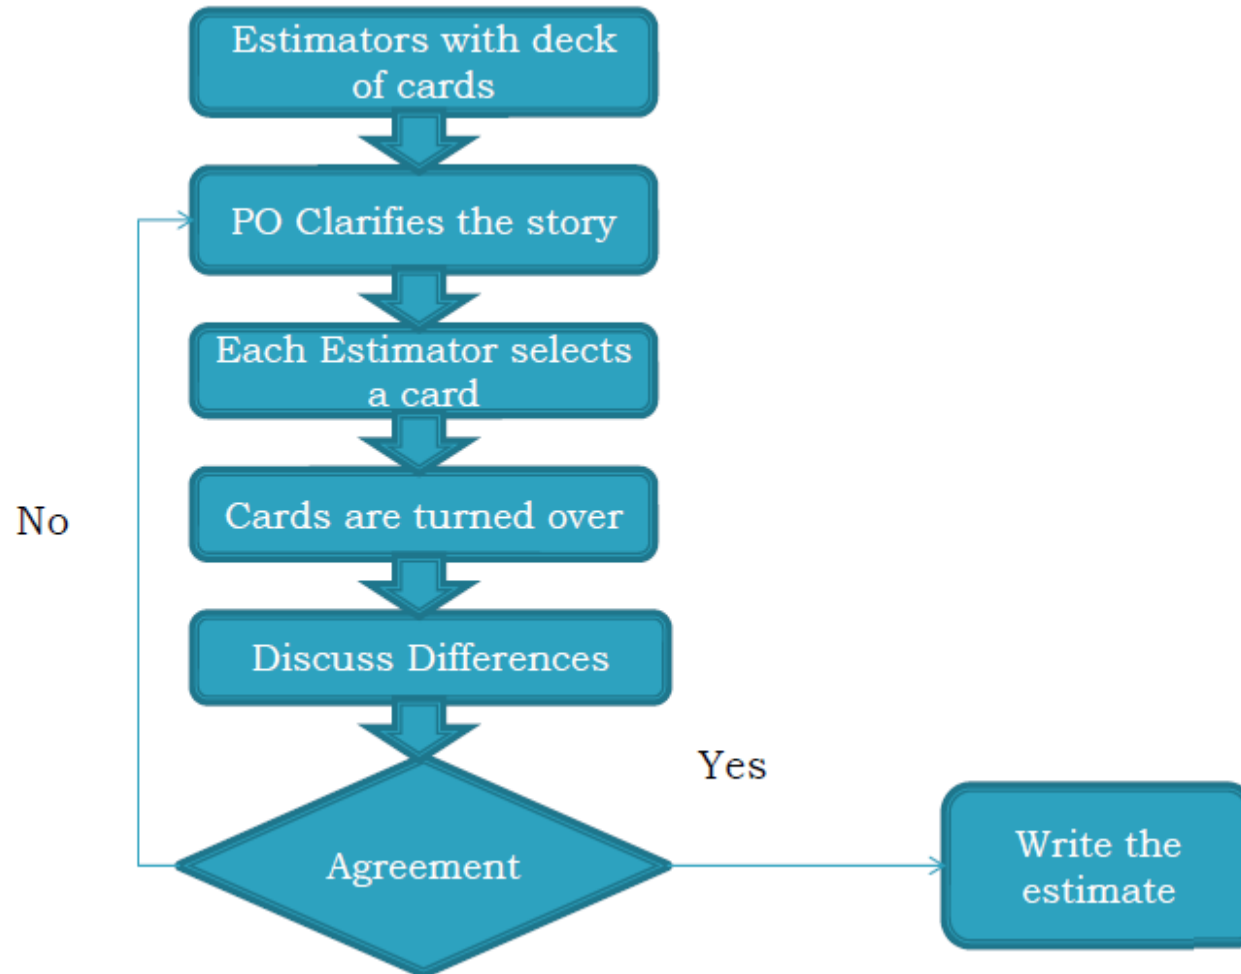 Estimators with deck
of cards
PO Clarifies the story
Each Estimator selects
a card
Cards are turned over
No
Discuss Differences
Yes
Agreement
Write the
estimate